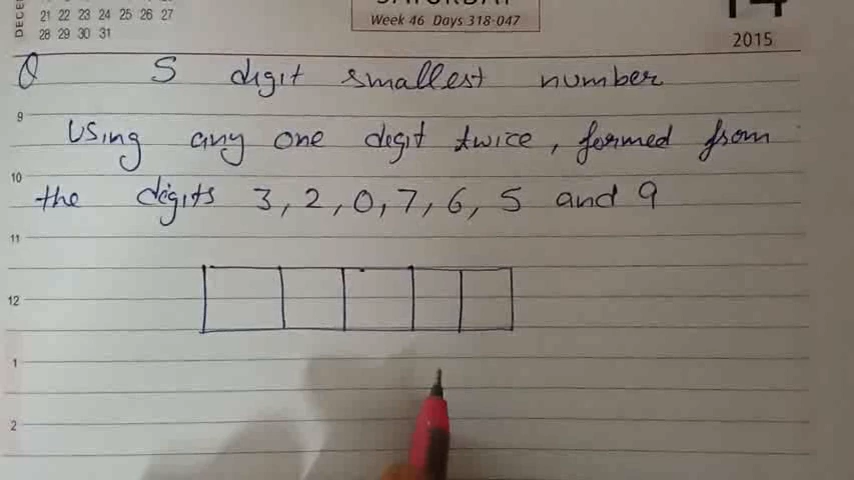 DECE
21 22 23 24 25 26 27
28 29 30 31
Week 46 Days 318-047
2015
Q 5 digit smallest number
9
Using any one digit twice, formed from
10
the digits 3, 2, 0, 7, 6, 5 and 9
11
12
1
2